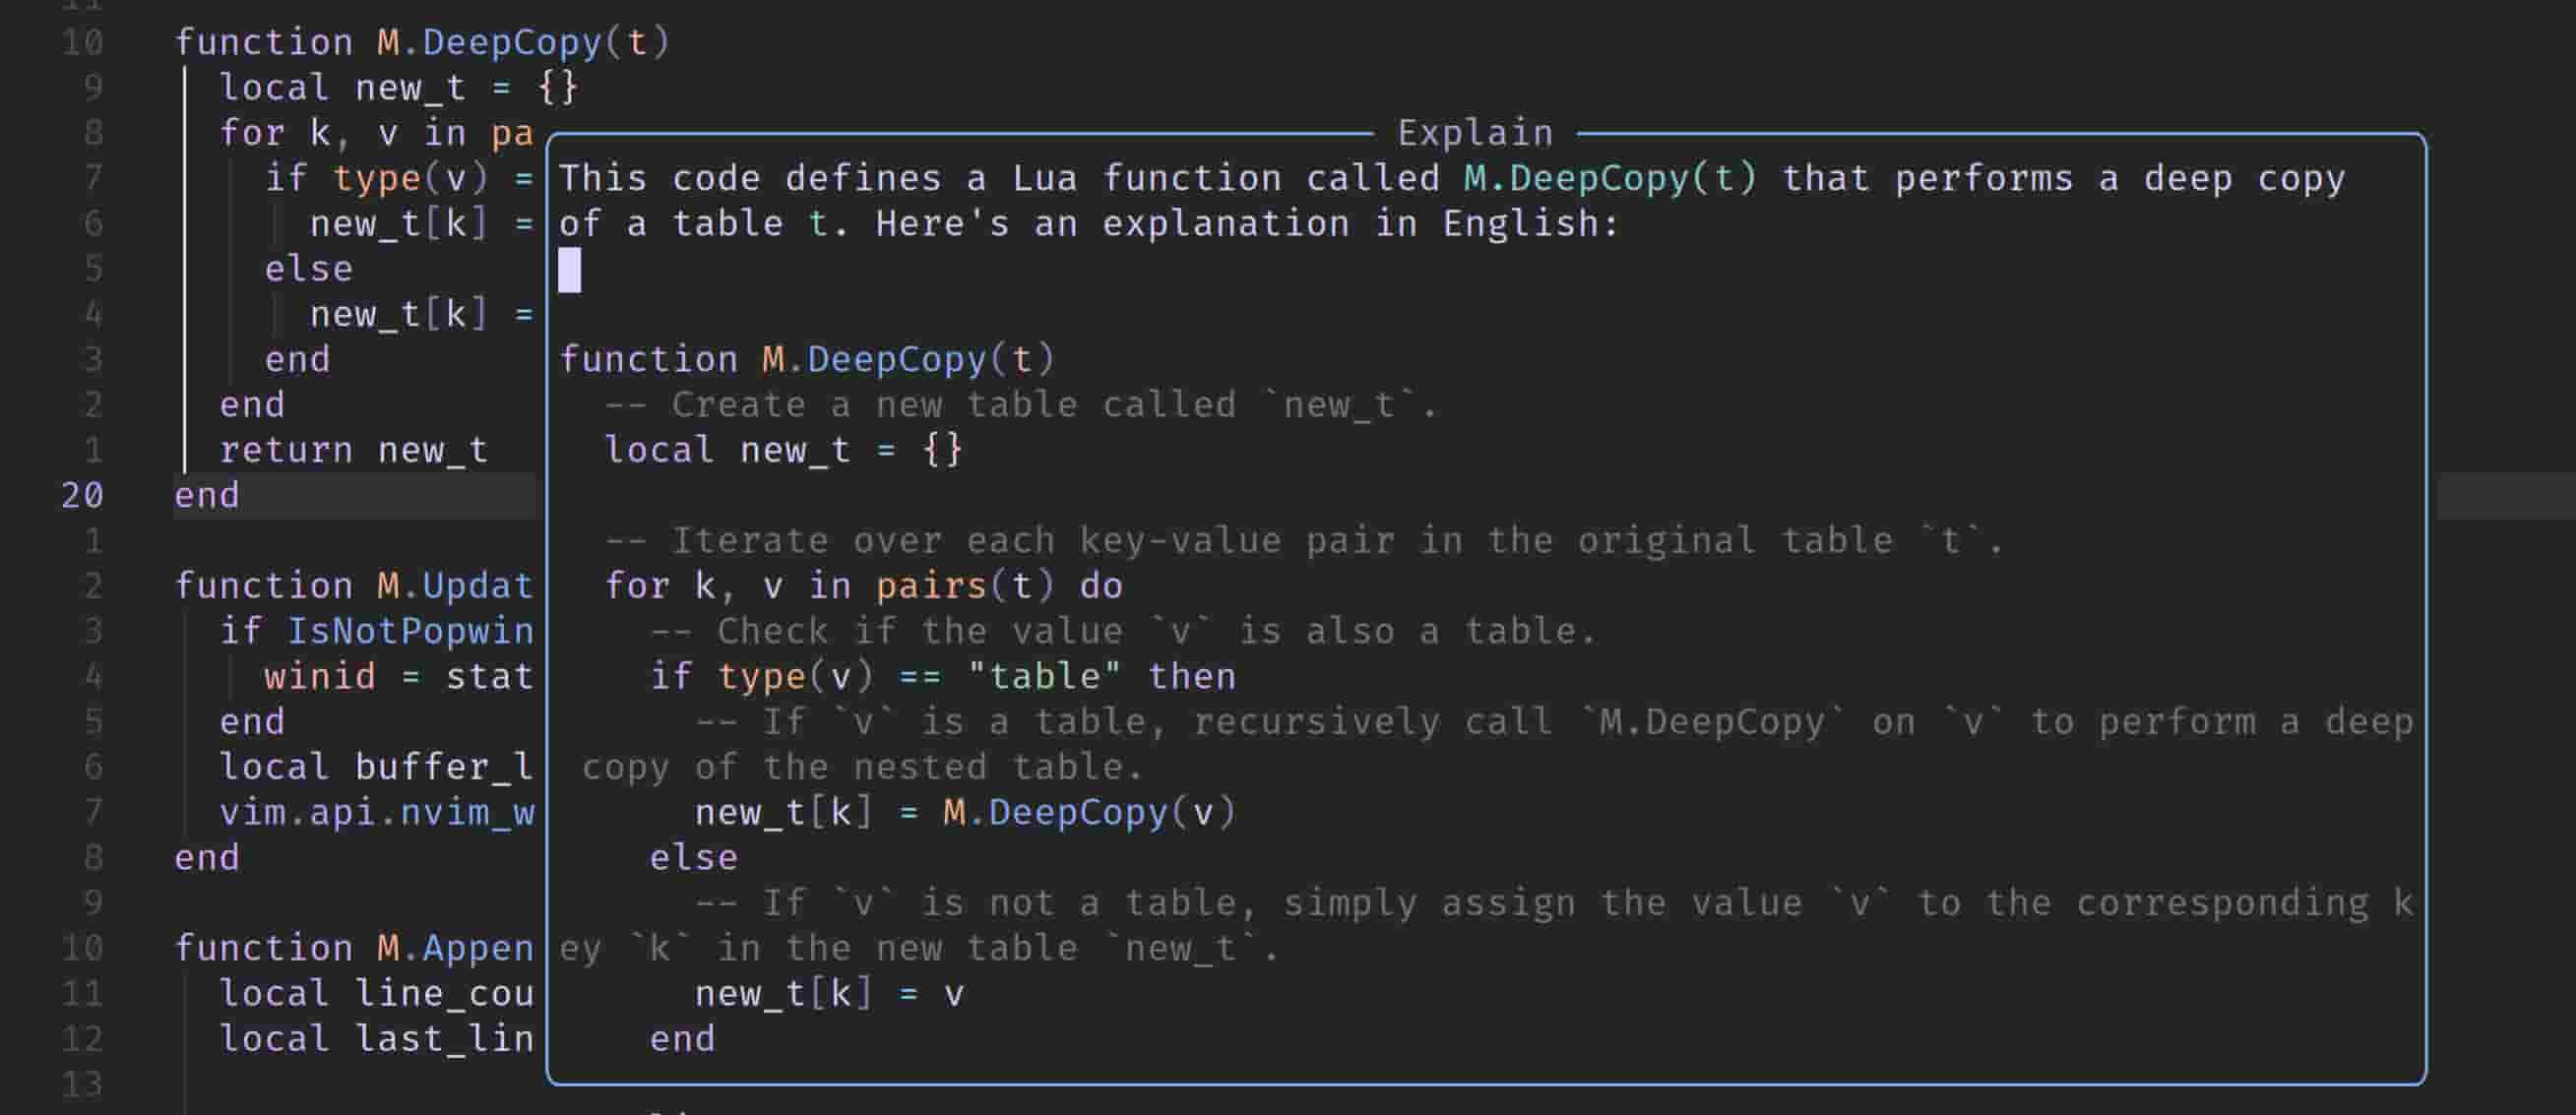 11
10 function M.DeepCopy(t)
9 local new_t = {}
8 for k, v in pa
7 if type(v) =
6 new_t[k] =
5 else
4 new_t[k] =
3 end
2 end
1 return new_t
20 end
1
2 function M.Updat
3 if IsNotPopwin
4 winid = stat
5 end
6 local buffer_l
7 vim.api.nvim_w
8 end
9
10 function M.Appen
11 local line_cou
12 local last_lin
13
Explain
This code defines a Lua function called M.DeepCopy(t) that performs a deep copy
of a table t. Here's an explanation in English:
function M.DeepCopy(t)
-- Create a new table called `new_t`.
local new_t = {}
-- Iterate over each key-value pair in the original table `t`.
for k, v in pairs(t) do
-- Check if the value `v` is also a table.
if type(v) == "table" then
-- If `v` is a table, recursively call `M.DeepCopy` on `v` to perform a deep
copy of the nested table.
new_t[k] = M.DeepCopy(v)
else
-- If `v` is not a table, simply assign the value `v` to the corresponding k
ey `k` in the new table `new_t`.
new_t[k] = v
end